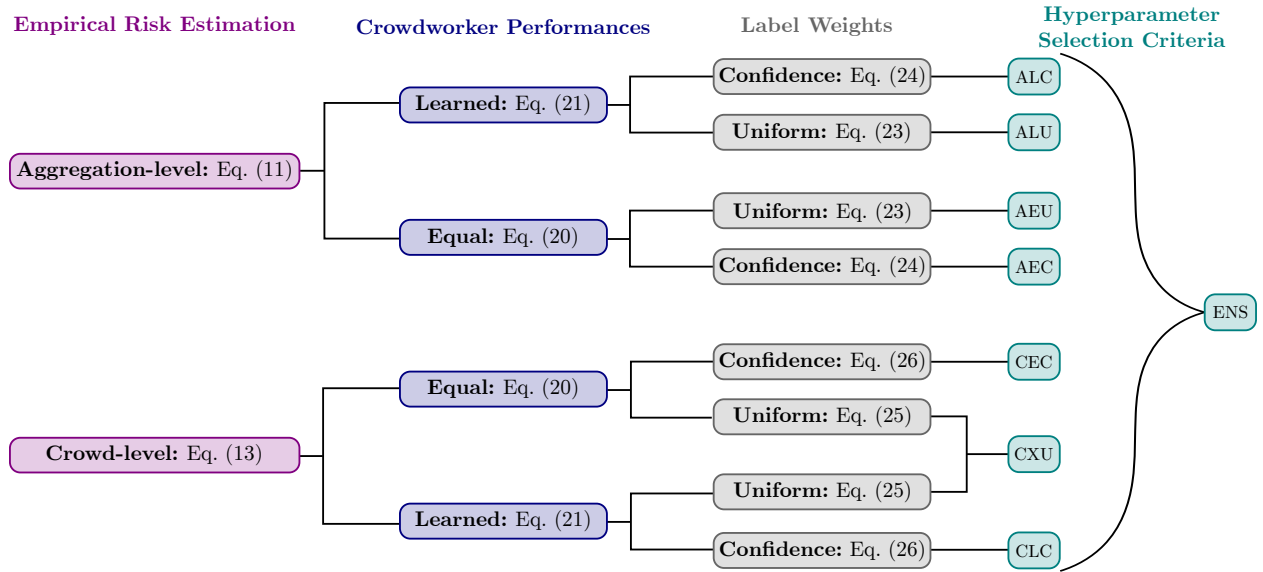 Empirical Risk Estimation
Crowdworker Performances
Label Weights
Hyperparameter
Selection Criteria
Confidence: Eq. (24)
ALC
Learned: Eq. (21)
Uniform: Eq. (23)
ALU
Aggregation-level: Eq. (11)
Uniform: Eq. (23)
AEU
Equal: Eq. (20)
Confidence: Eq. (24)
AEC
ENS
Confidence: Eq. (26)
CEC
Equal: Eq. (20)
Uniform: Eq. (25)
Crowd-level: Eq. (13)
CXU
Uniform: Eq. (25)
Learned: Eq. (21)
Confidence: Eq. (26)
CLC